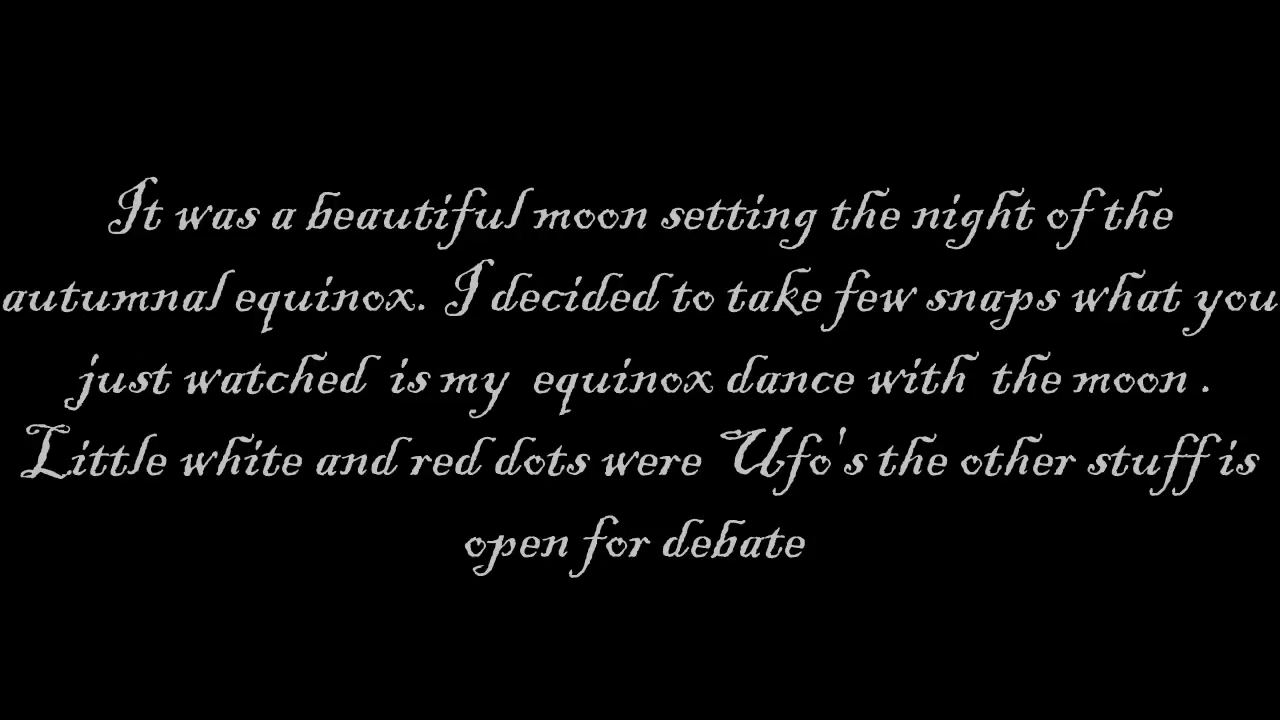 It was a beautiful moon setting the night of the
autumnal equinox. I decided to take few snaps what you
just watched is my equinox dance with the moon .
Little white and red dots were Ufo's the other stuff is
open for debate